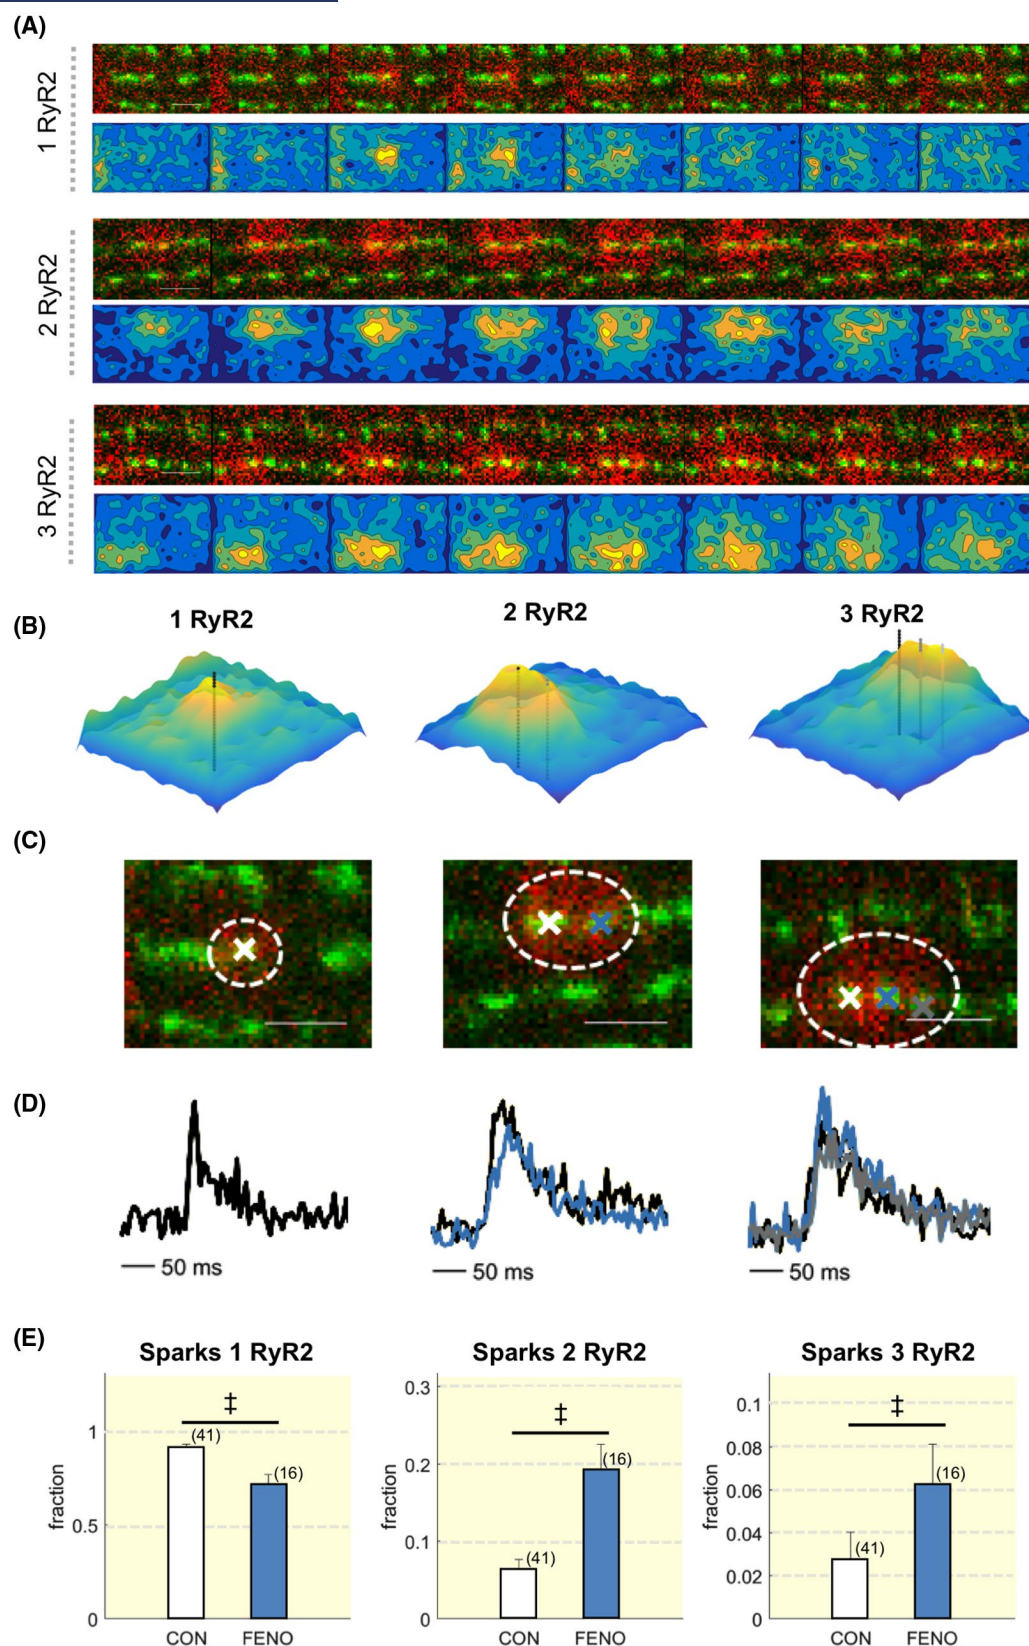 (A)
1 RyR2
2 RyR2
3 RyR2
(B)
1 RyR2
2 RyR2
3 RyR2
(C)
(D)
50 ms
50 ms
50 ms
(E)
Sparks 1 RyR2
Sparks 2 RyR2
Sparks 3 RyR2
fraction
1
0.5
0
‡
(41)
(16)
CON
FENO
fraction
0.3
0.2
0.1
0
‡
(41)
(16)
CON
FENO
fraction
0.1
0.08
0.06
0.04
0.02
0
‡
(41)
(16)
CON
FENO